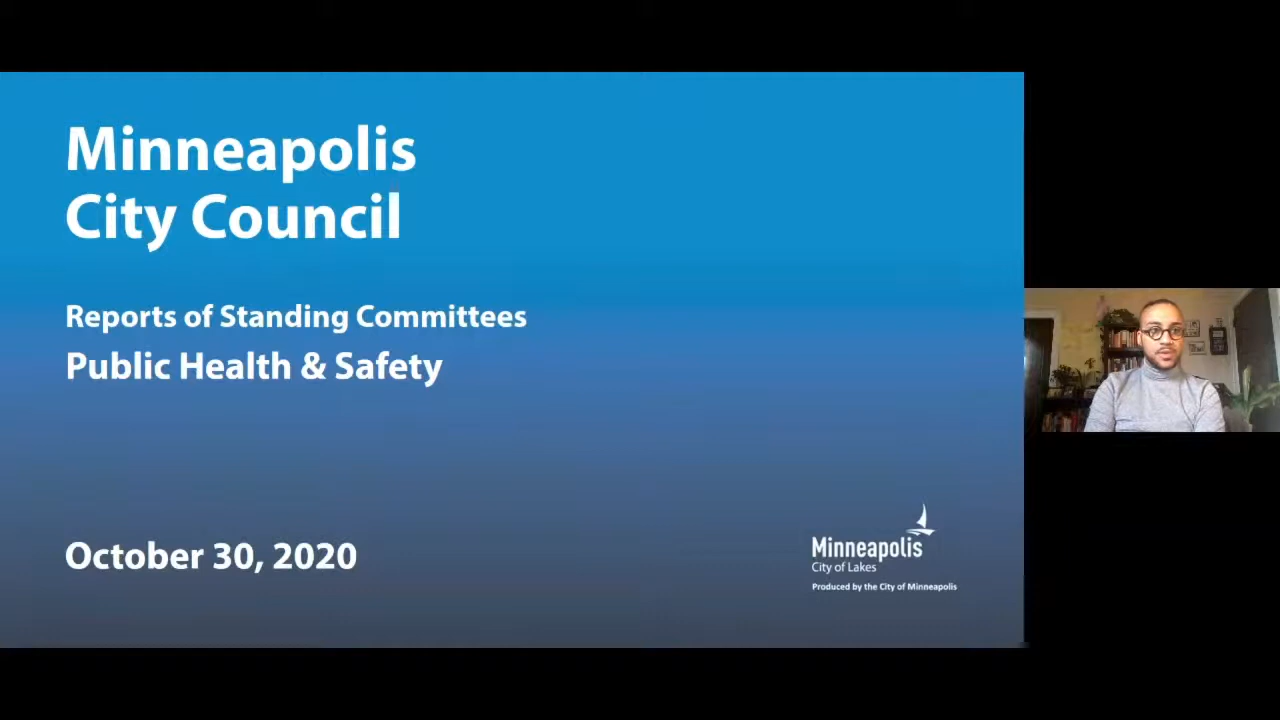 Minneapolis
City Council
Reports of Standing Committees
Public Health & Safety
October 30, 2020
Minneapolis
City of Lakes
Produced by the City of Minneapolis